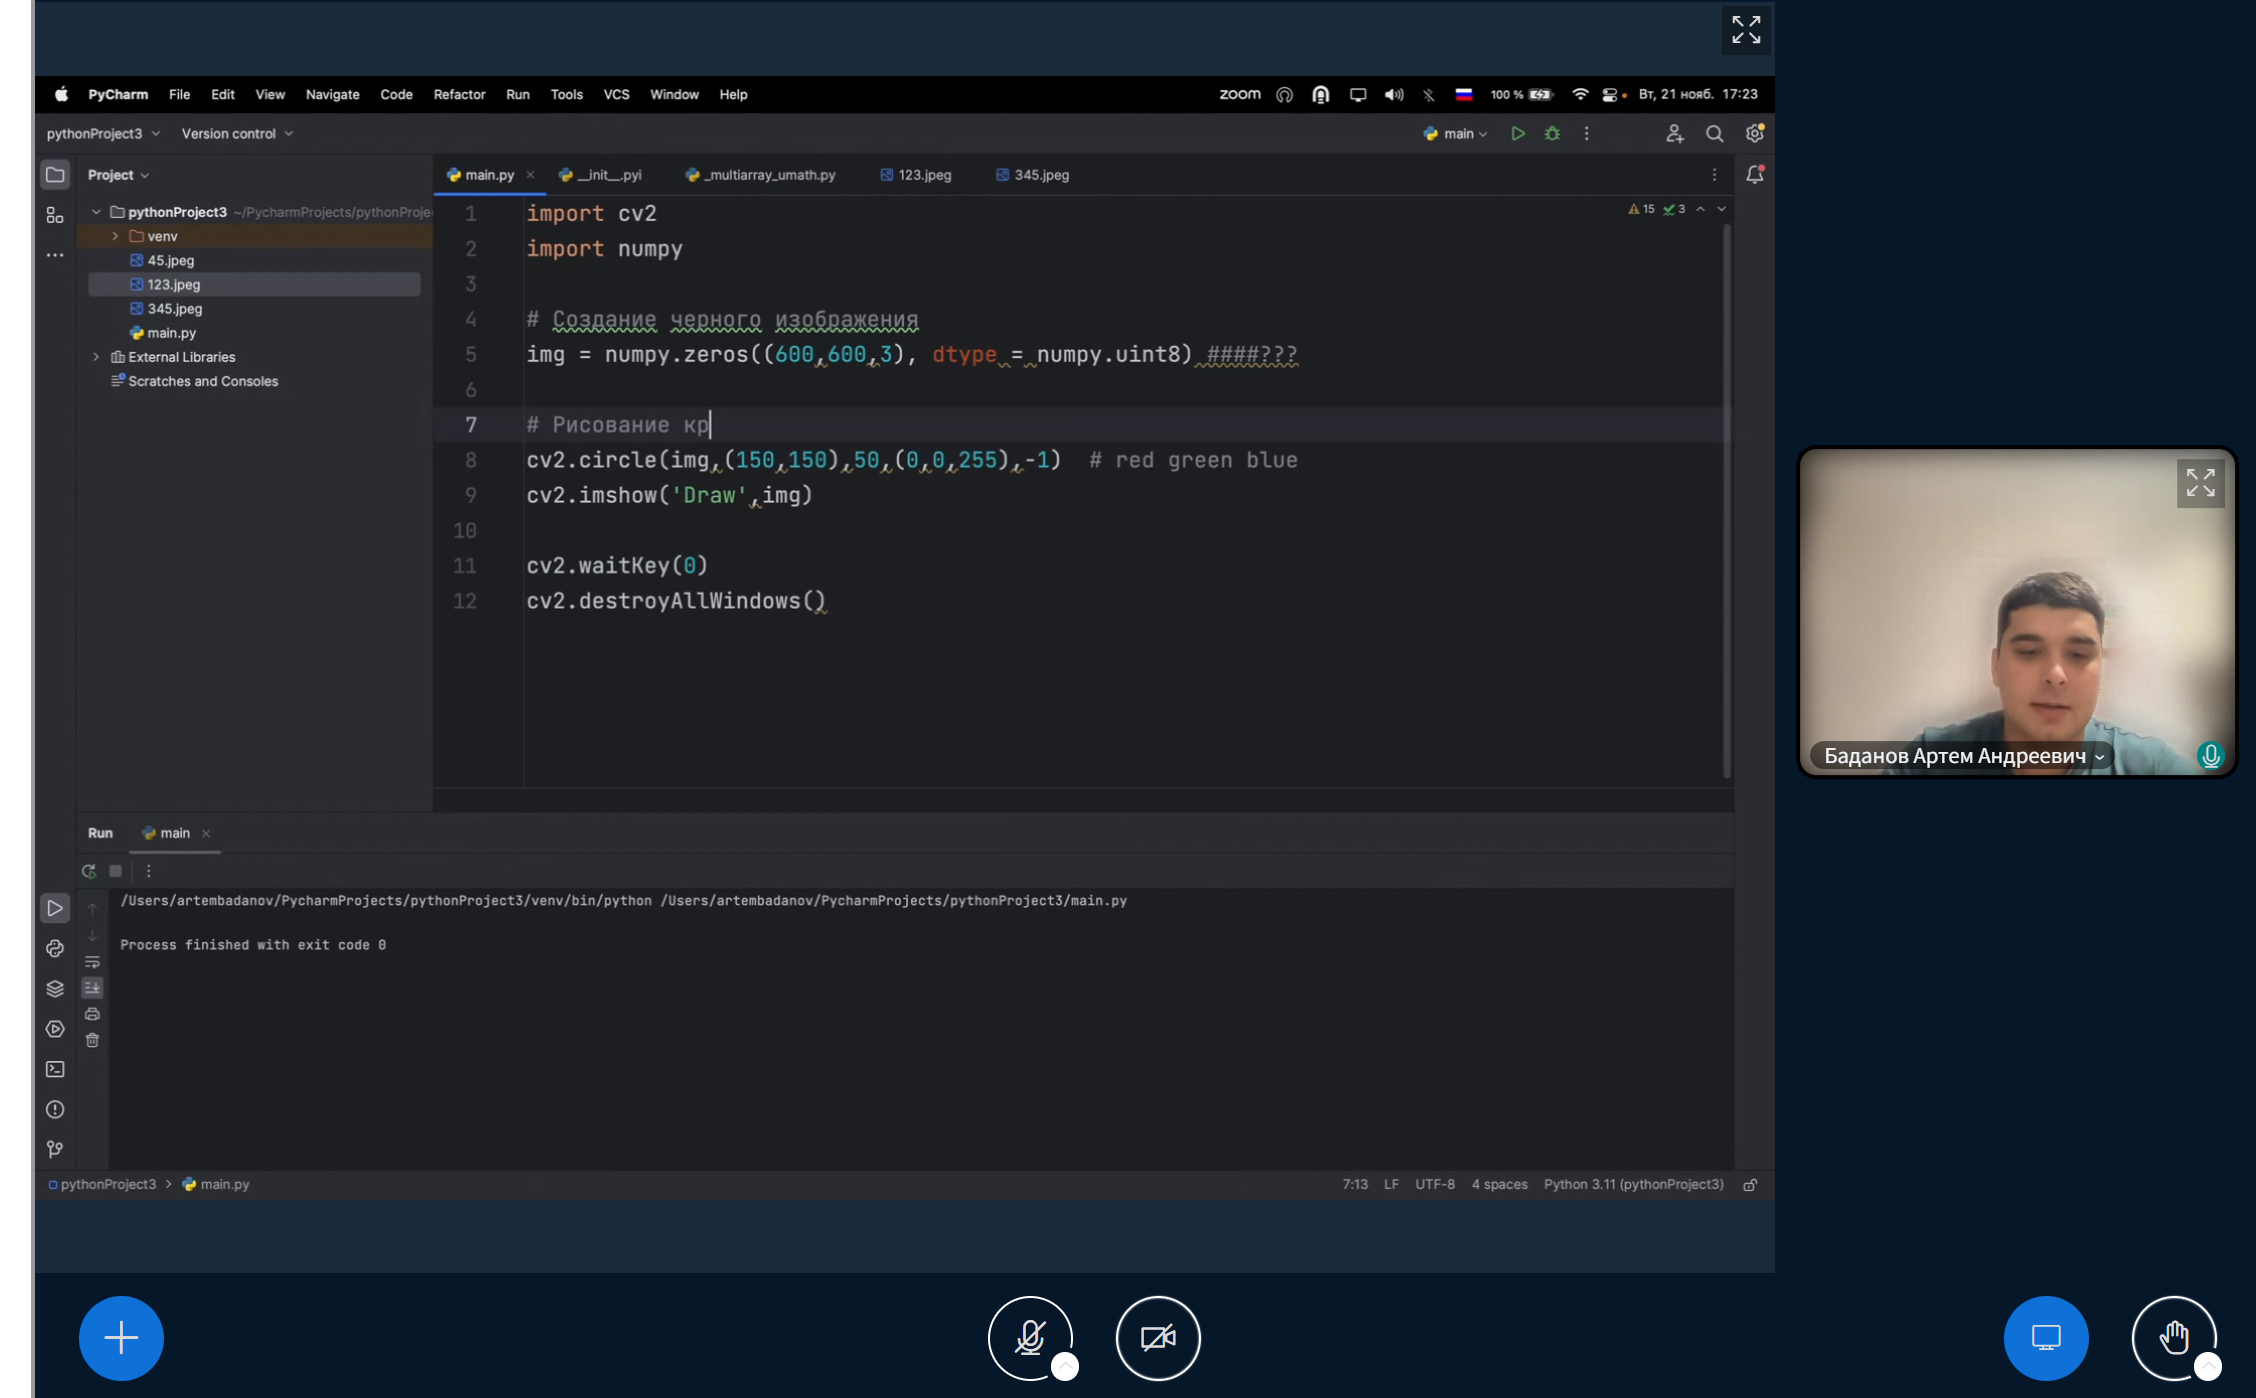 PyCharm File Edit View Navigate Code Refactor Run Tools VCS Window Help
zoom 100 % Вт, 21 нояб. 17:23
pythonProject3 Version control
main
Project
main.py __init__.pyi _multiarray_umath.py 123.jpeg 345.jpeg
pythonProject3 ~/PycharmProjects/pythonProje
venv
45.jpeg
123.jpeg
345.jpeg
main.py
External Libraries
Scratches and Consoles
15 3
1 import cv2
2 import numpy
3
4 # Создание черного изображения
5 img = numpy.zeros((600,600,3), dtype = numpy.uint8) ####???
6
7 # Рисование кр
8 cv2.circle(img,(150,150),50,(0,0,255),-1) # red green blue
9 cv2.imshow('Draw',img)
10
11 cv2.waitKey(0)
12 cv2.destroyAllWindows()
Баданов Артем Андреевич
Run main
/Users/artembadanov/PycharmProjects/pythonProject3/venv/bin/python /Users/artembadanov/PycharmProjects/pythonProject3/main.py
Process finished with exit code 0
pythonProject3 > main.py
7:13 LF UTF-8 4 spaces Python 3.11 (pythonProject3)